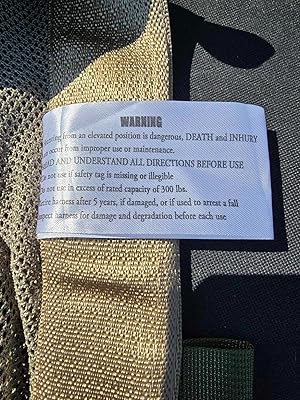 WARNING
from an elevated position is dangerous, DEATH and INHURY
occur from improper use or maintenance.
AND UNDERSTAND ALL DIRECTIONS BEFORE USE
not use if safety tag is missing or illegible
not use in excess of rated capacity of 300 lbs.
harness after 5 years, if damaged, or if used to arrest a fall
harness for damage and degradation before each use